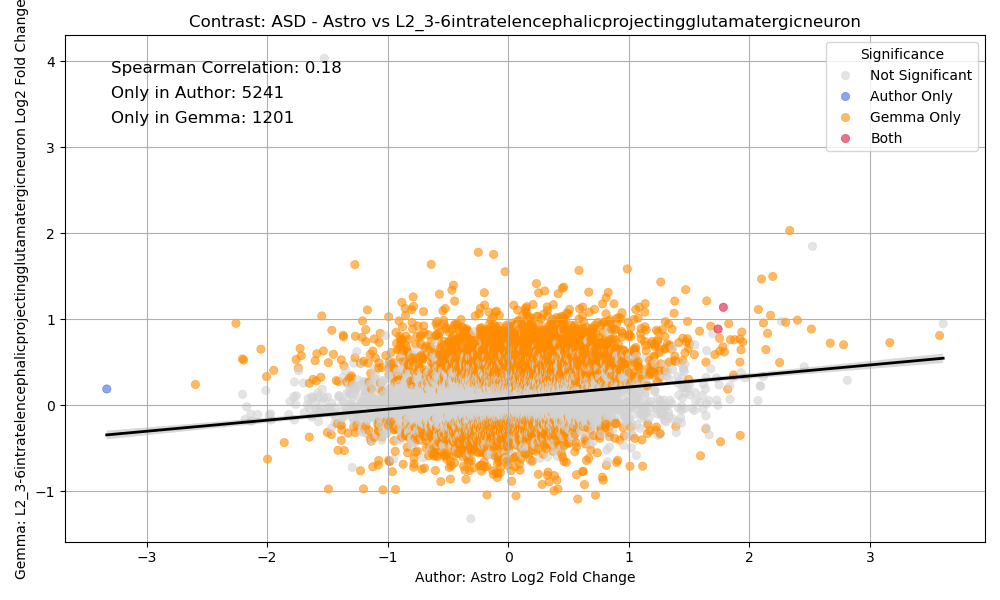 Contrast: ASD - Astro vs L2_3-6intratelencephalicprojectingglutamatergicneuron
Gemma: L2_3-6intratelencephalicprojectingglutamatergicneuron Log2 Fold Change
Spearman Correlation: 0.18
Only in Author: 5241
Only in Gemma: 1201
Significance
Not Significant
Author Only
Gemma Only
Both
4
3
2
1
0
−1
−3
−2
−1
0
1
2
3
Author: Astro Log2 Fold Change